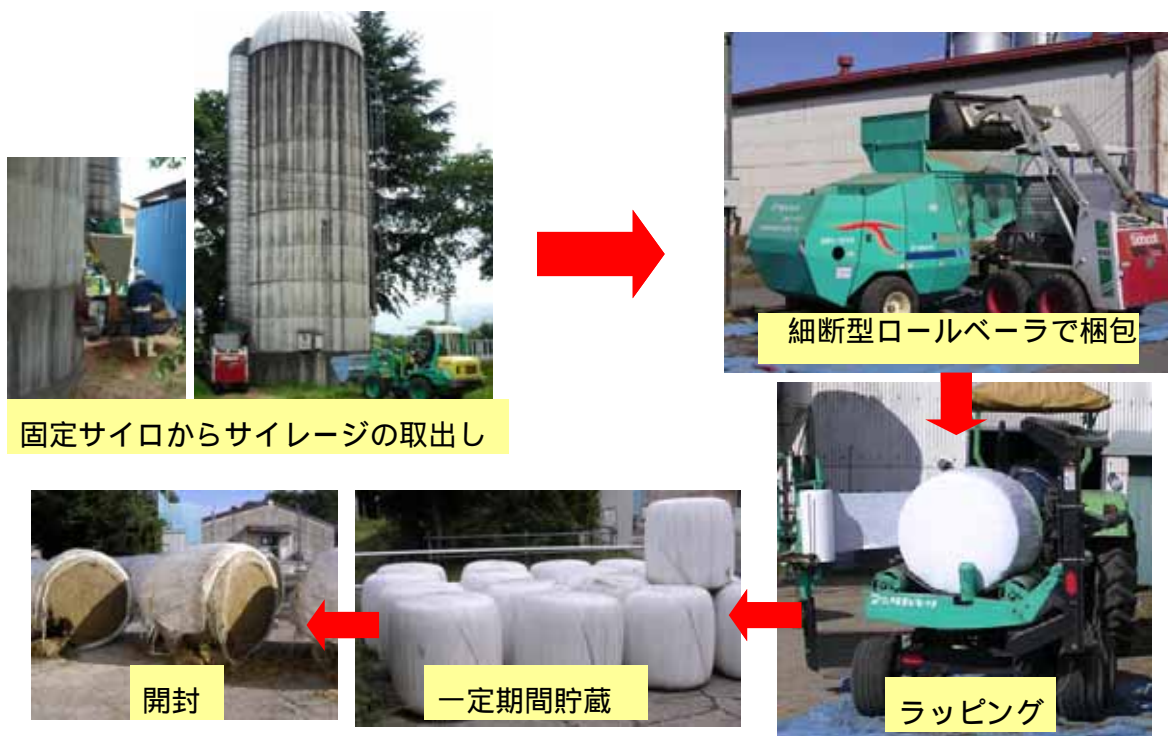 固定サイロからサイレージの取出し
細断型ロールベーラで梱包
Bobcat
ラッピング
一定期間貯蔵
開封